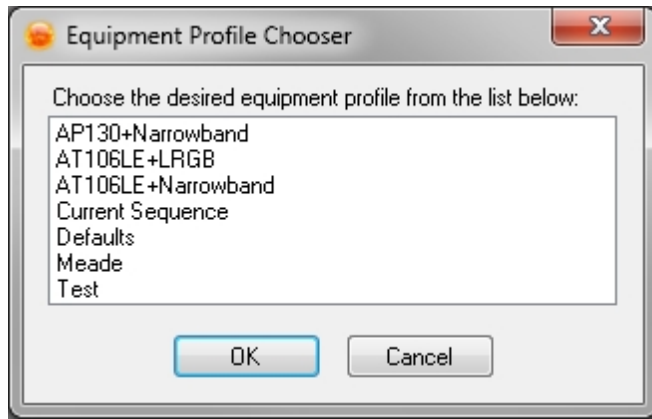 Equipment Profile Chooser
Choose the desired equipment profile from the list below:
AP130+Narrowband
AT106LE+LRGB
AT106LE+Narrowband
Current Sequence
Defaults
Meade
Test
OK
Cancel